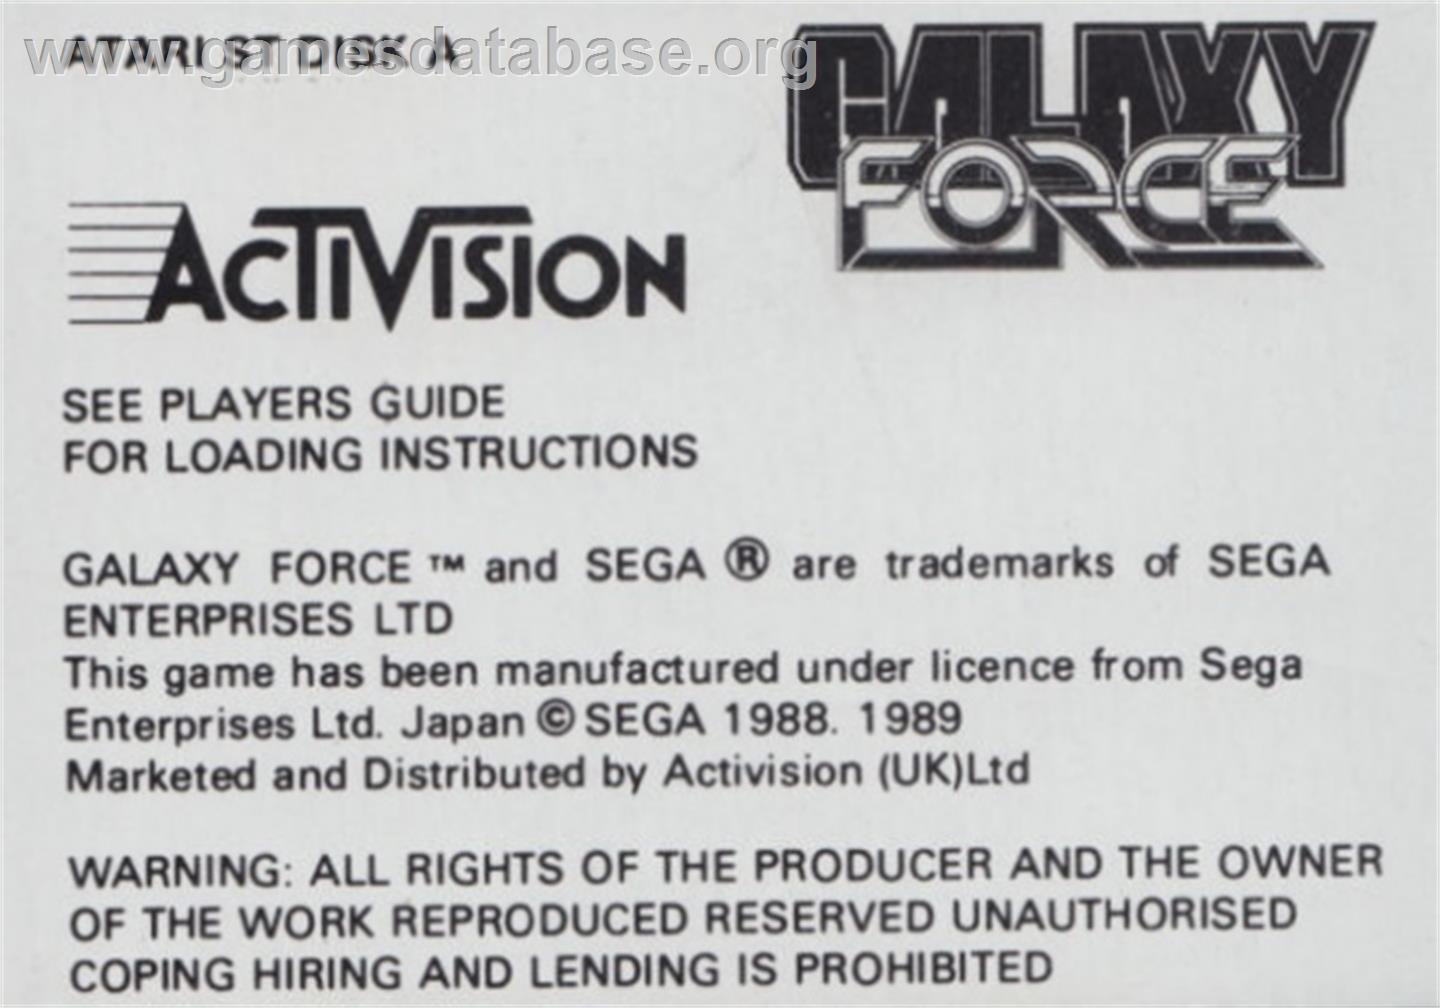 ATARI ST DISK A
www.gamesdatabase.org
GALAXY
FORCE
ACTIVISION
SEE PLAYERS GUIDE
FOR LOADING INSTRUCTIONS
GALAXY FORCE ™ and SEGA ® are trademarks of SEGA
ENTERPRISES LTD
This game has been manufactured under licence from Sega
Enterprises Ltd. Japan © SEGA 1988. 1989
Marketed and Distributed by Activision (UK)Ltd
WARNING: ALL RIGHTS OF THE PRODUCER AND THE OWNER
OF THE WORK REPRODUCED RESERVED UNAUTHORISED
COPING HIRING AND LENDING IS PROHIBITED